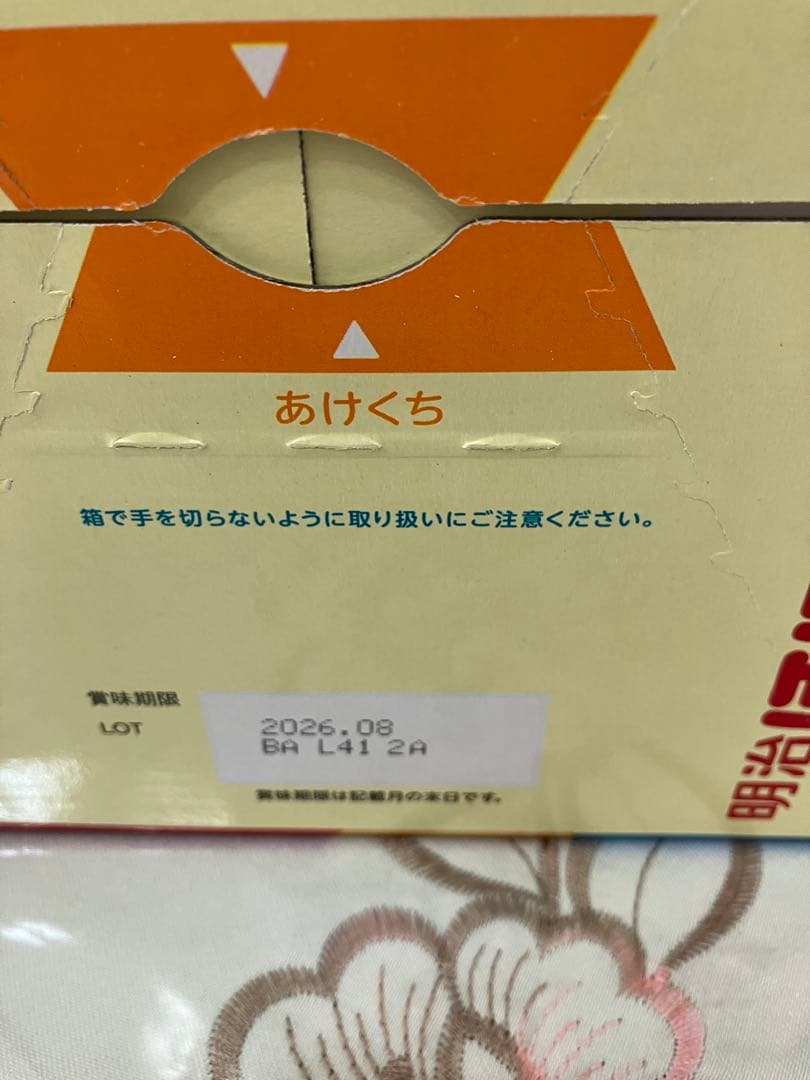 あけくち
箱で手を切らないように取り扱いにご注意ください。
賞味期限
2026.08
LOT
BA L41 2A
賞味期限は記載月の末日です。
明治